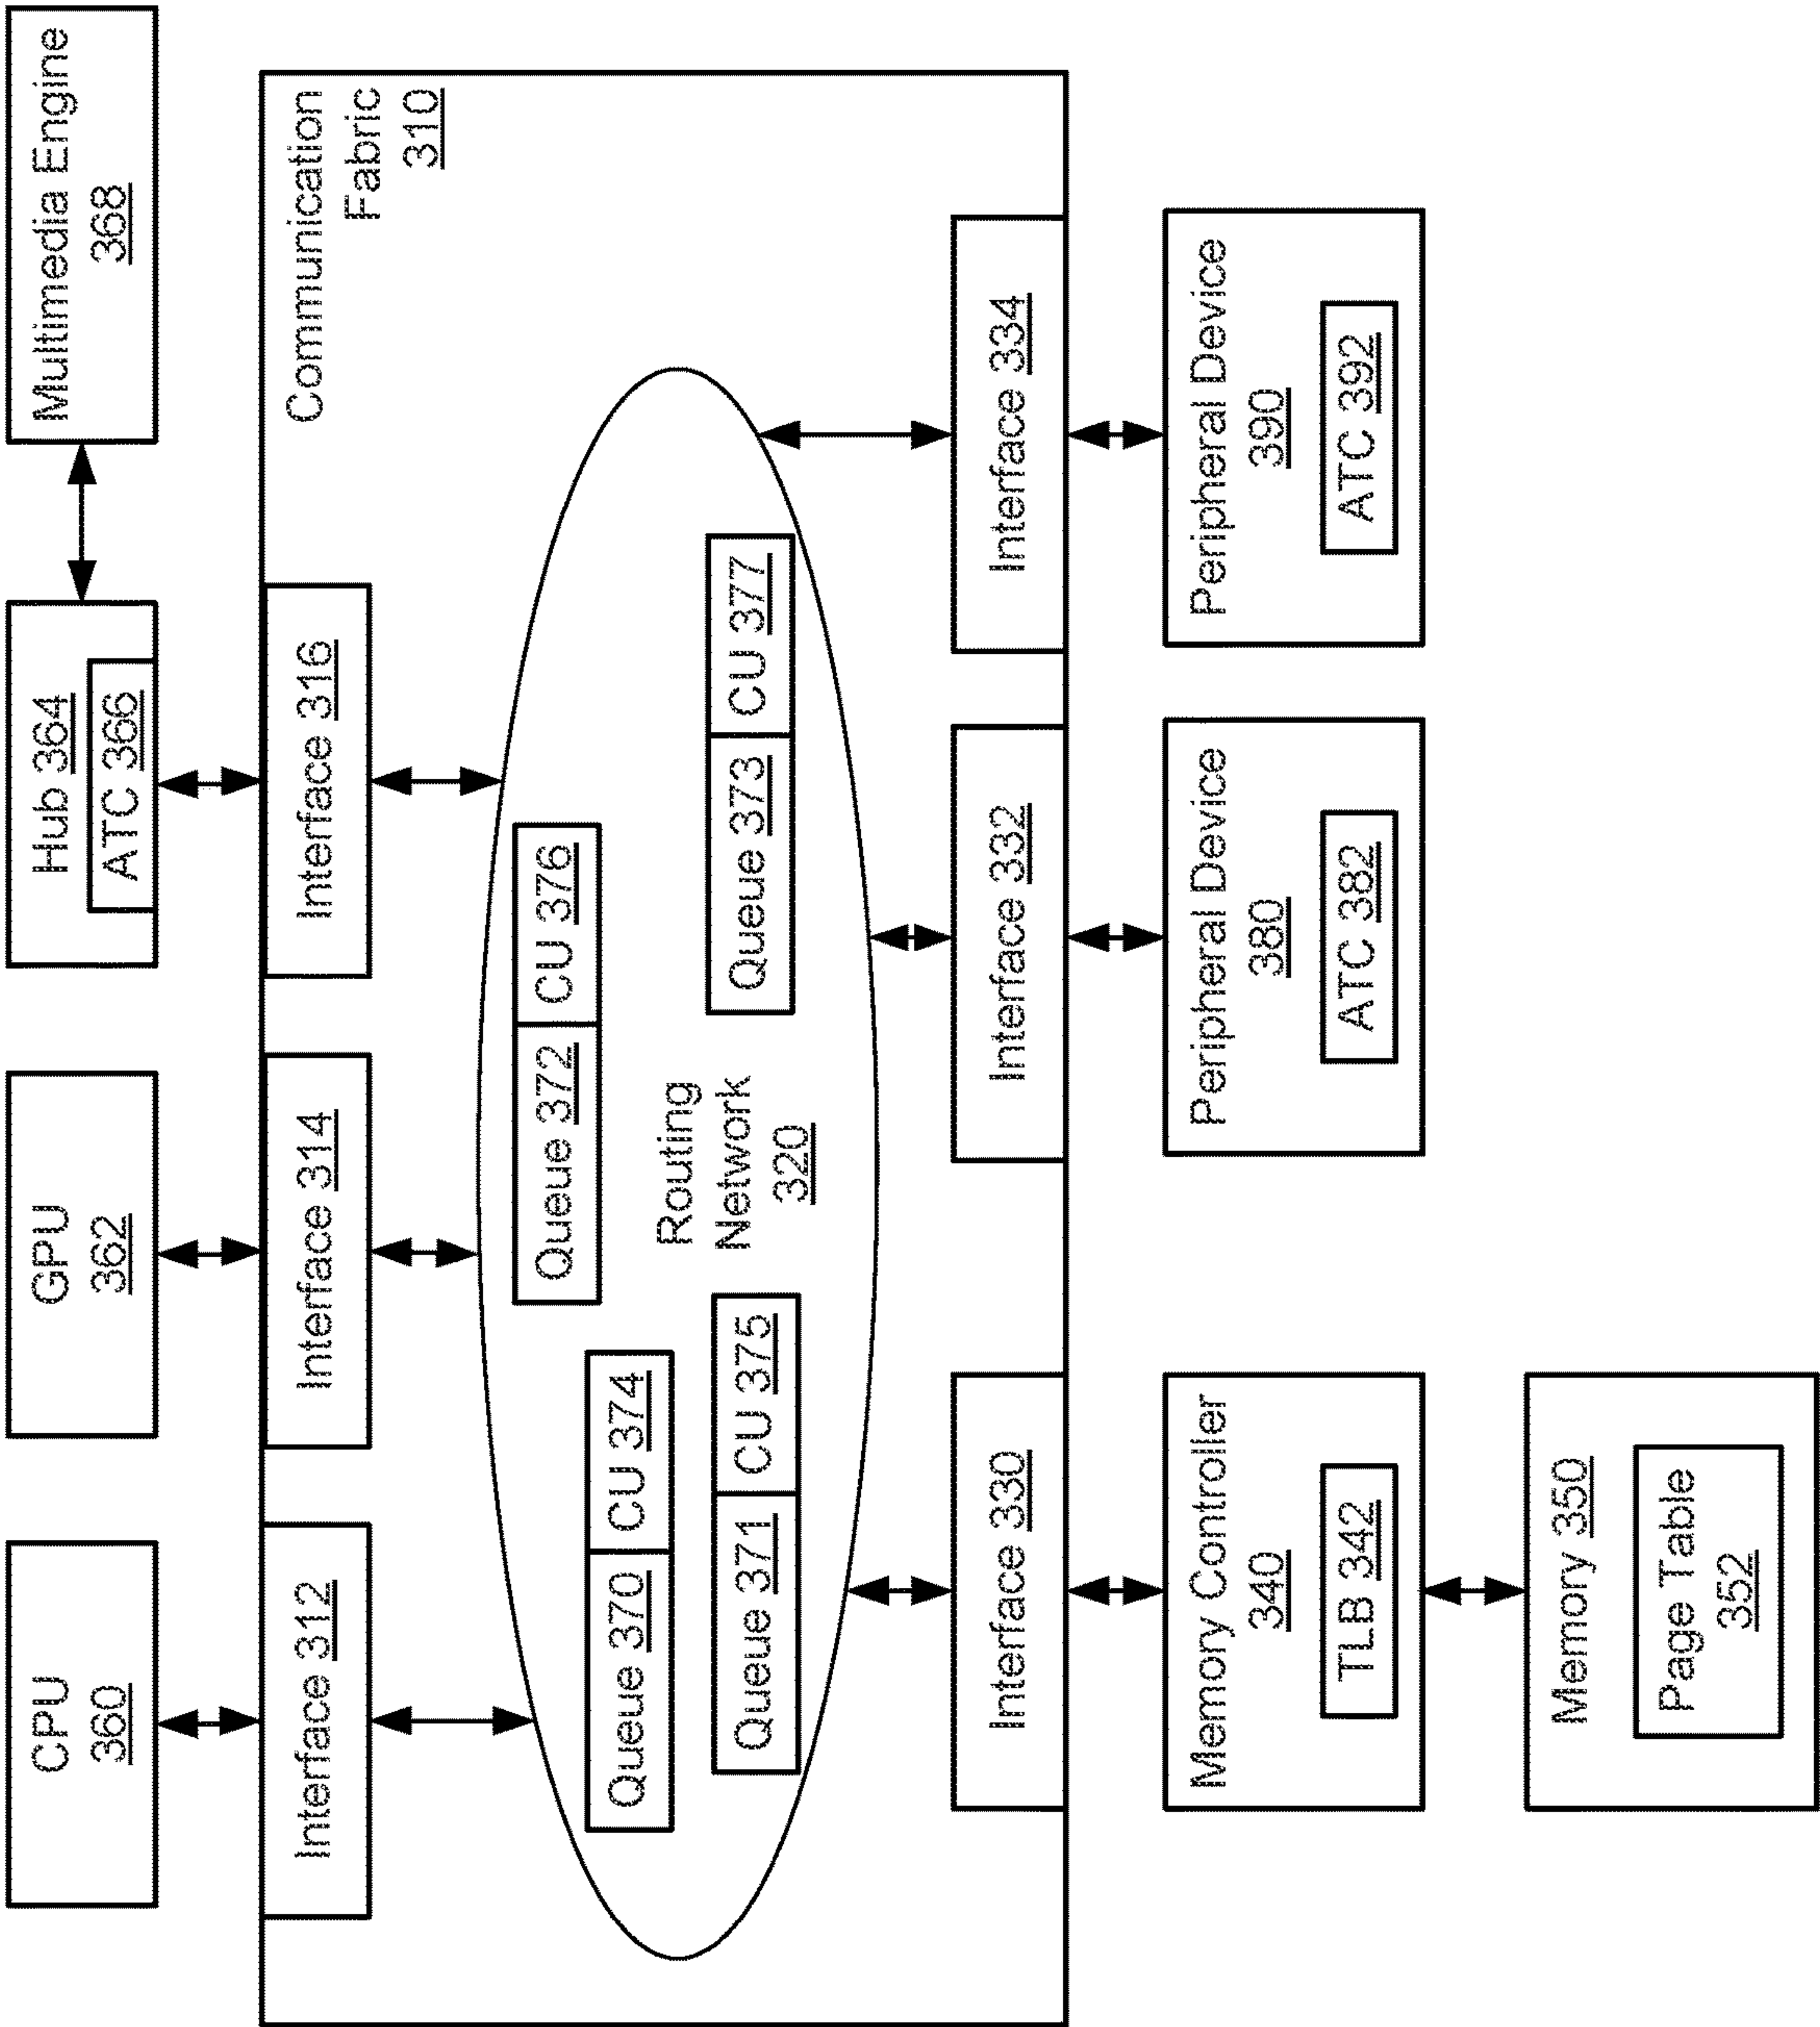 CPU
360
GPU
362
Hub 364
ATC 366
Multimedia Engine
368
Interface 312
Interface 314
Interface 316
Communication
Fabric
310
Queue 370
CU 374
Queue 372
CU 376
Queue 371
CU 375
Routing
Network
320
Queue 373
CU 377
Interface 330
Interface 332
Interface 334
Memory Controller
340
TLB 342
Peripheral Device
380
ATC 382
Peripheral Device
390
ATC 392
Memory 350
Page Table
352